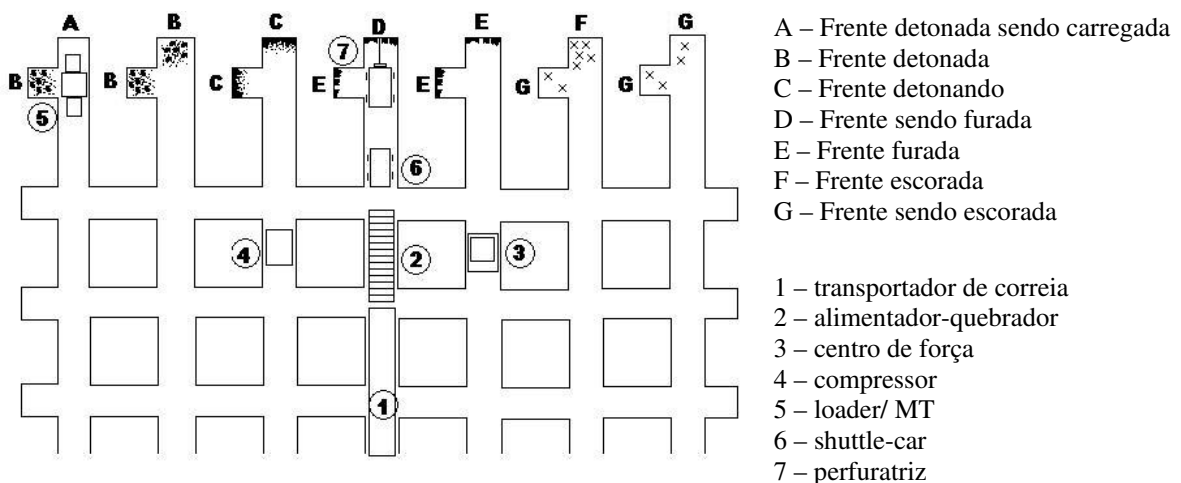 A B C D E F G
7
B B C E E G G
5
6
4 2 3
1
A – Frente detonada sendo carregada
B – Frente detonada
C – Frente detonando
D – Frente sendo furada
E – Frente furada
F – Frente escorada
G – Frente sendo escorada
1 – transportador de correia
2 – alimentador-quebrador
3 – centro de força
4 – compressor
5 – loader/ MT
6 – shuttle-car
7 – perfuratriz